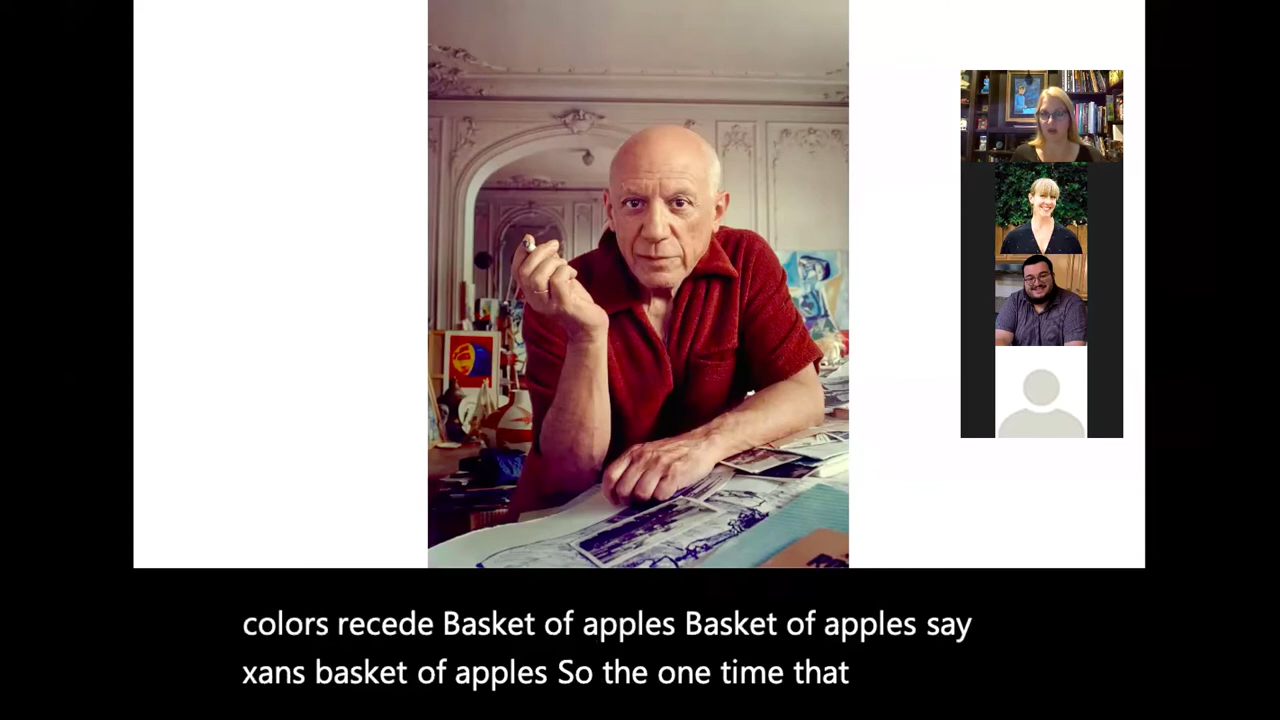 colors recede Basket of apples Basket of apples say
xans basket of apples So the one time that